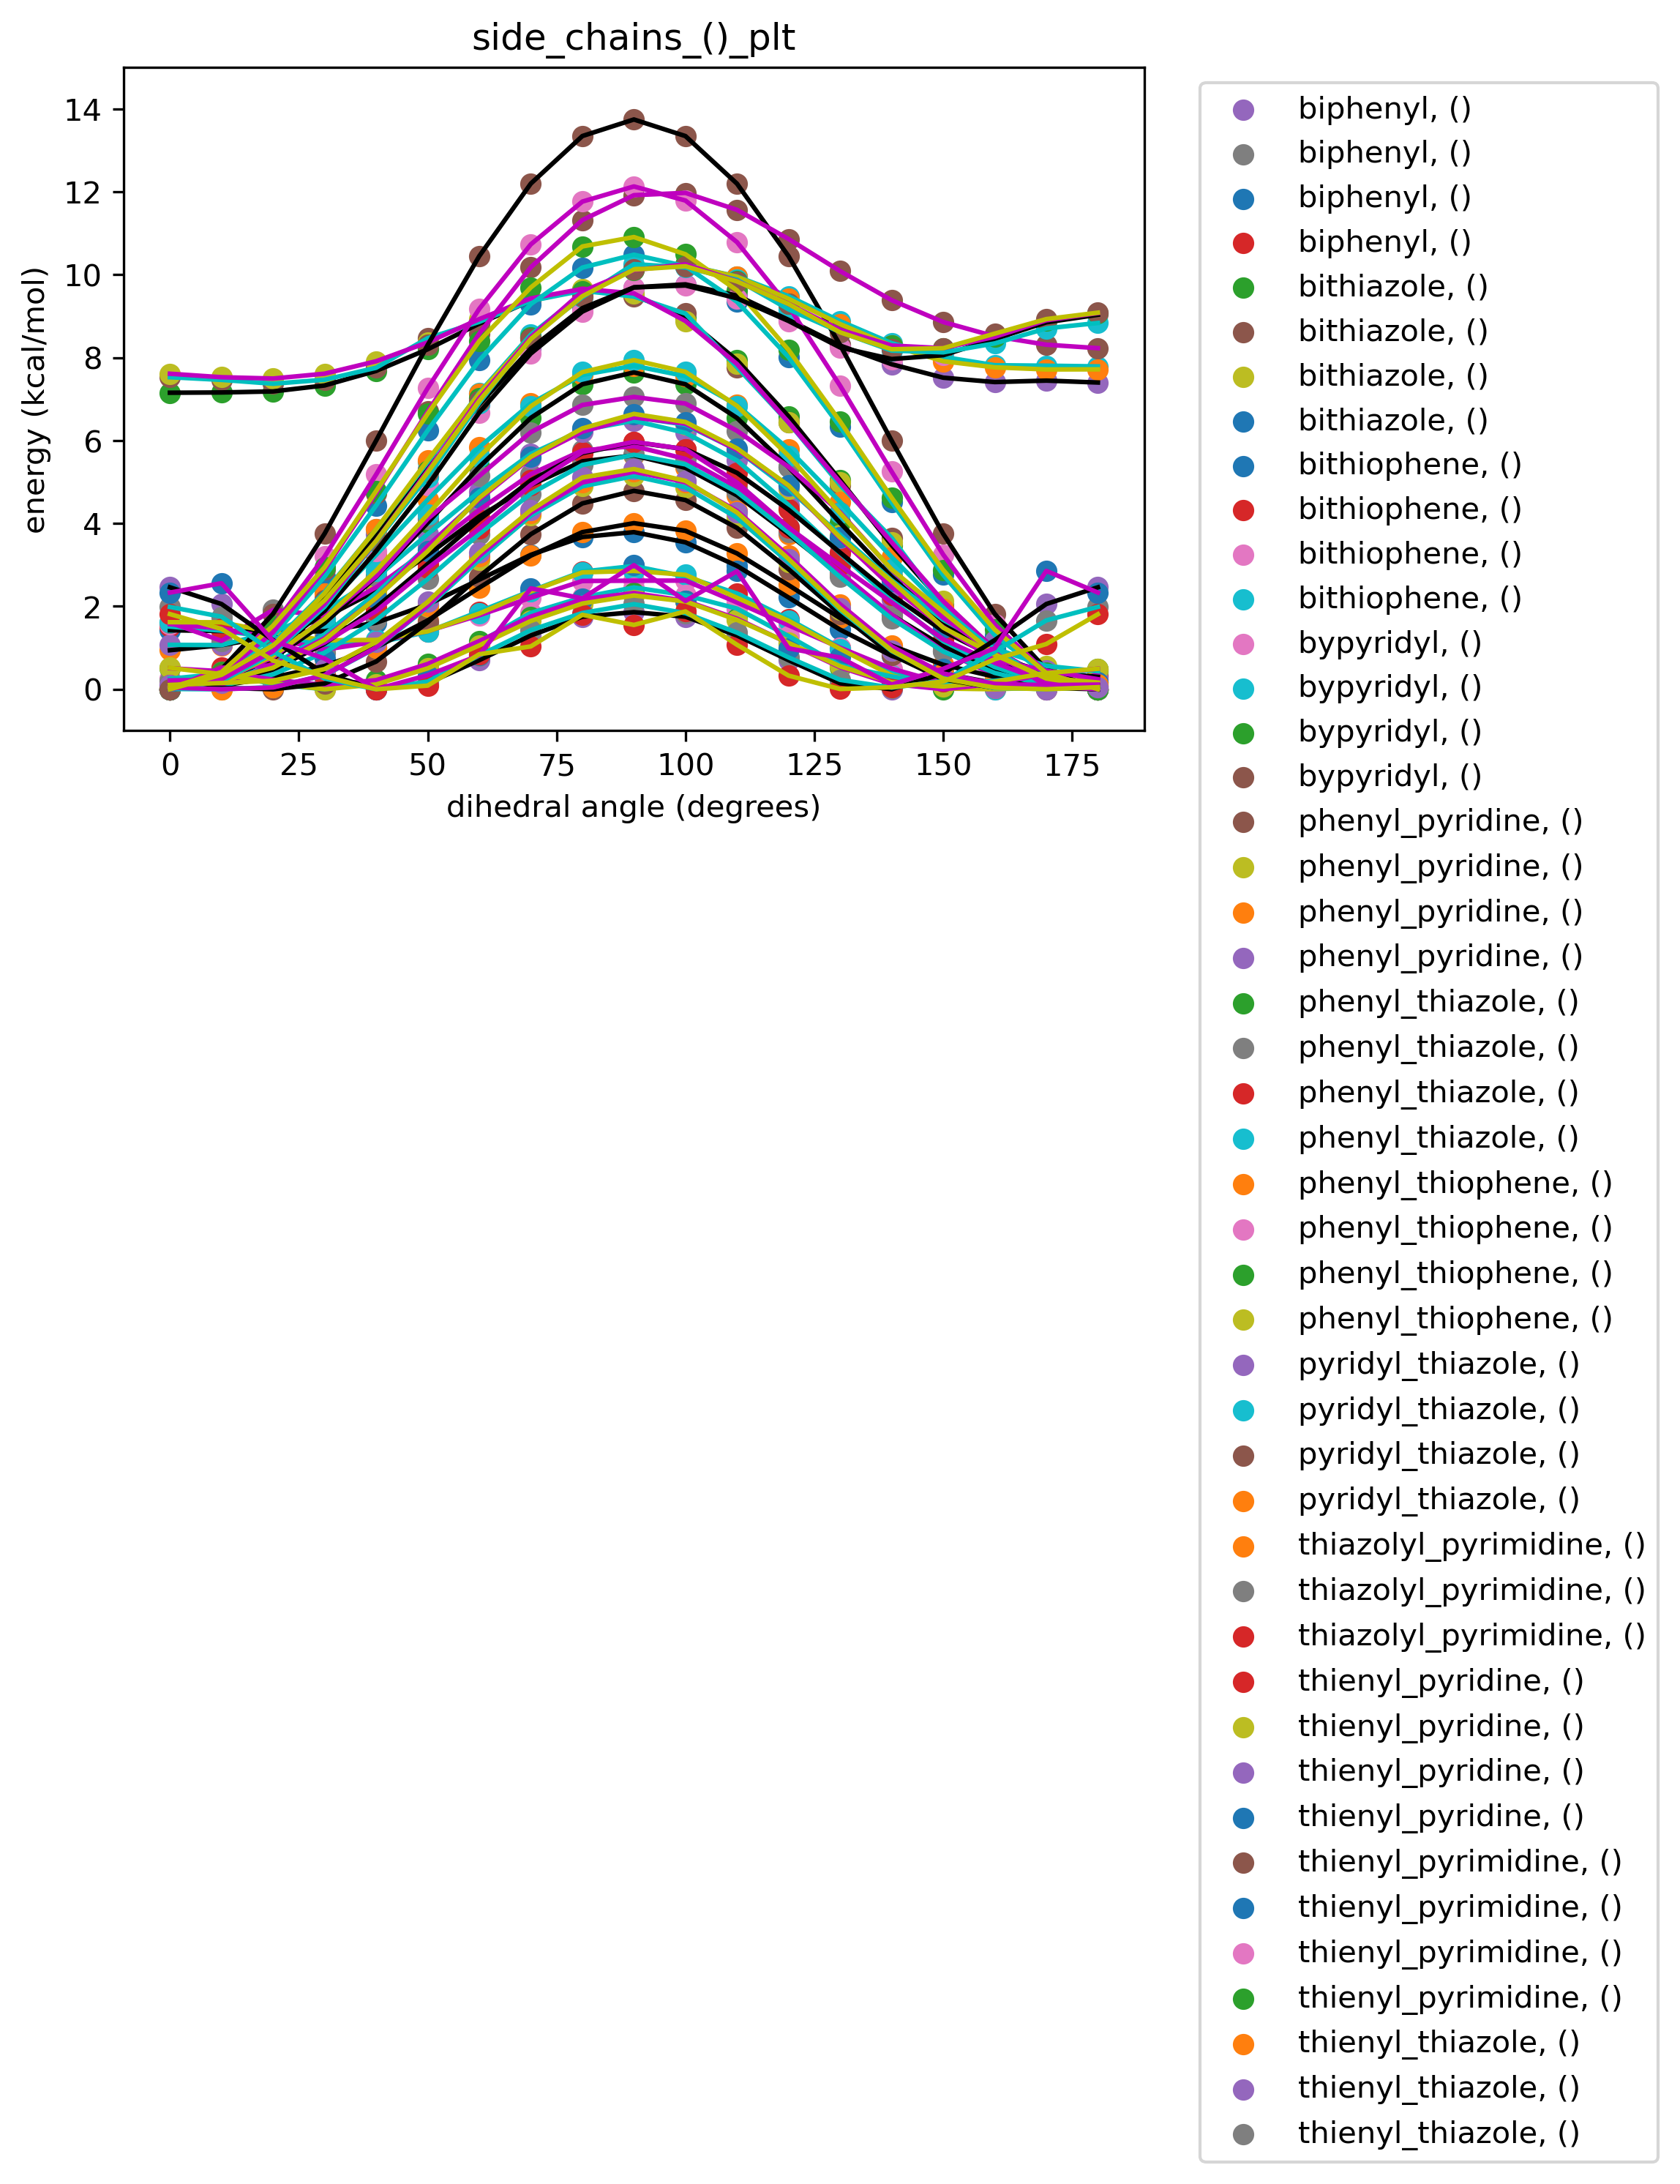 side_chains_()_plt
14
12
10
8
6
4
2
0
energy (kcal/mol)
0 25 50 75 100 125 150 175
dihedral angle (degrees)
biphenyl, ()
biphenyl, ()
biphenyl, ()
biphenyl, ()
bithiazole, ()
bithiazole, ()
bithiazole, ()
bithiazole, ()
bithiophene, ()
bithiophene, ()
bithiophene, ()
bithiophene, ()
bypyridyl, ()
bypyridyl, ()
bypyridyl, ()
bypyridyl, ()
phenyl_pyridine, ()
phenyl_pyridine, ()
phenyl_pyridine, ()
phenyl_pyridine, ()
phenyl_thiazole, ()
phenyl_thiazole, ()
phenyl_thiazole, ()
phenyl_thiazole, ()
phenyl_thiophene, ()
phenyl_thiophene, ()
phenyl_thiophene, ()
phenyl_thiophene, ()
pyridyl_thiazole, ()
pyridyl_thiazole, ()
pyridyl_thiazole, ()
pyridyl_thiazole, ()
thiazolyl_pyrimidine, ()
thiazolyl_pyrimidine, ()
thiazolyl_pyrimidine, ()
thienyl_pyridine, ()
thienyl_pyridine, ()
thienyl_pyridine, ()
thienyl_pyridine, ()
thienyl_pyrimidine, ()
thienyl_pyrimidine, ()
thienyl_pyrimidine, ()
thienyl_pyrimidine, ()
thienyl_thiazole, ()
thienyl_thiazole, ()
thienyl_thiazole, ()